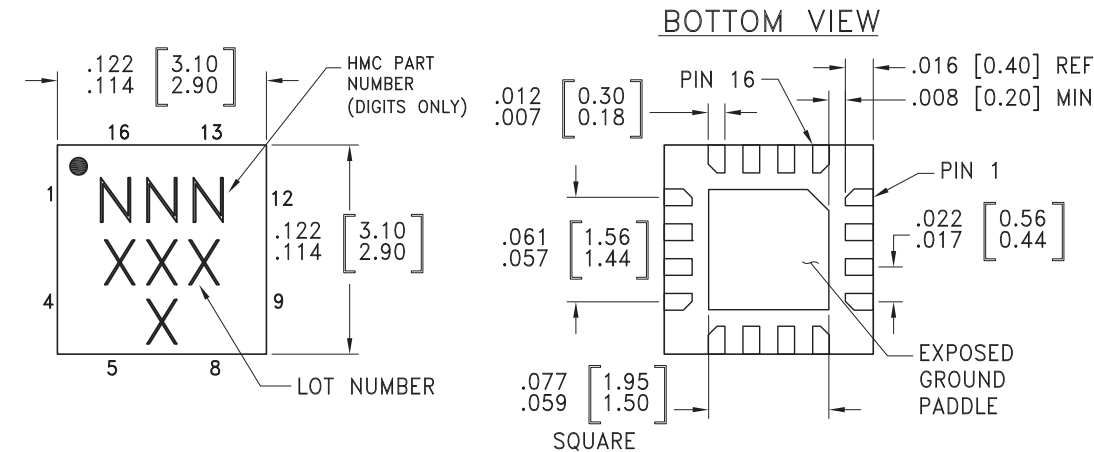 BOTTOM VIEW
.122 [3.10]
.114 [2.90]
HMC PART
NUMBER
(DIGITS ONLY)
16 13
1 12
4 9
5 8
NNN
XXX
X
.122 [3.10]
.114 [2.90]
LOT NUMBER
.012 [0.30]
.007 [0.18]
PIN 16
.016 [0.40] REF
.008 [0.20] MIN
PIN 1
.022 [0.56]
.017 [0.44]
.061 [1.56]
.057 [1.44]
EXPOSED
GROUND
PADDLE
.077 [1.95]
.059 [1.50]
SQUARE